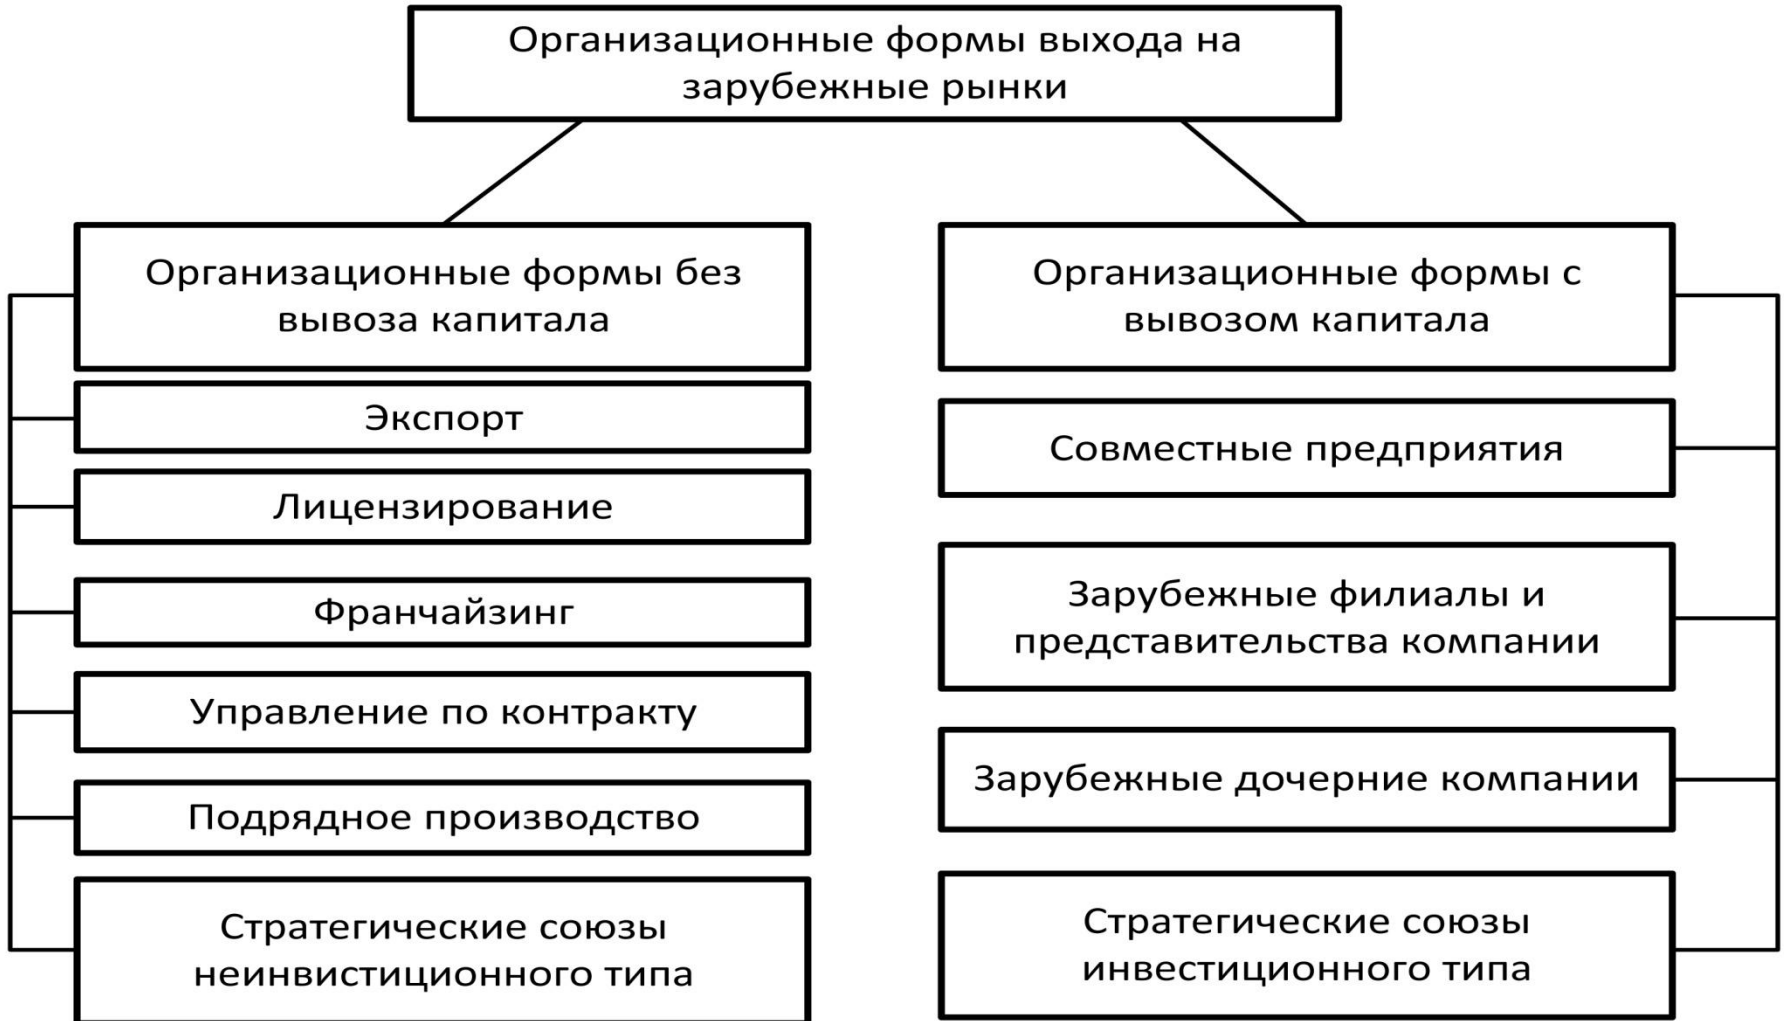 Организационные формы выхода на
зарубежные рынки
Организационные формы без
вывоза капитала
Экспорт
Лицензирование
Франчайзинг
Управление по контракту
Подрядное производство
Стратегические союзы
неинвистиционного типа
Организационные формы с
вывозом капитала
Совместные предприятия
Зарубежные филиалы и
представительства компании
Зарубежные дочерние компании
Стратегические союзы
инвестиционного типа